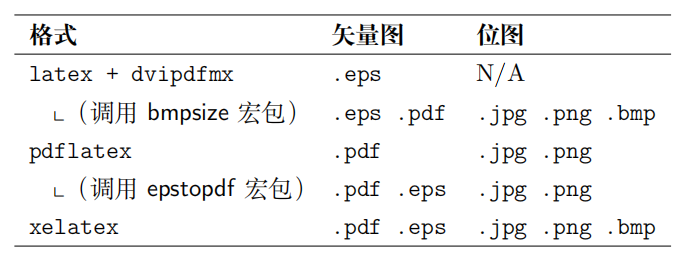 格式 矢量图 位图
latex + dvipdfmx .eps N/A
∟（调用 bmpsize 宏包） .eps .pdf .jpg .png .bmp
pdflatex .pdf .jpg .png
∟（调用 epstopdf 宏包） .pdf .eps .jpg .png
xelatex .pdf .eps .jpg .png .bmp